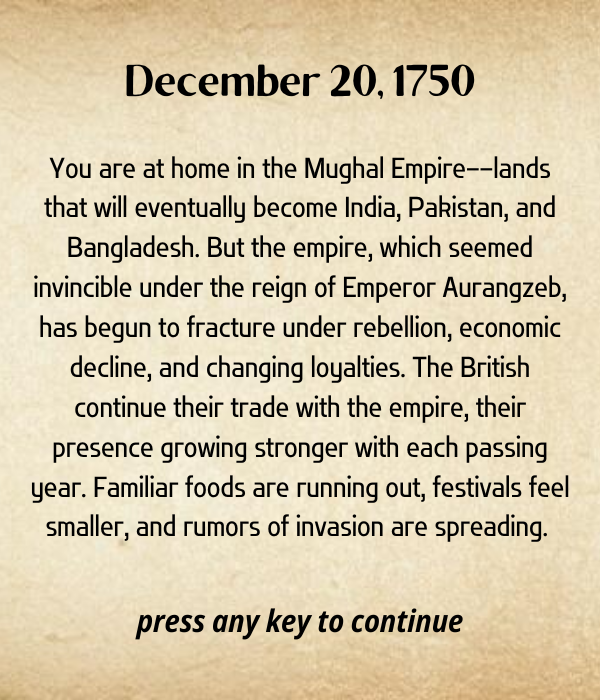 December 20, 1750
You are at home in the Mughal Empire--lands
that will eventually become India, Pakistan, and
Bangladesh. But the empire, which seemed
invincible under the reign of Emperor Aurangzeb,
has begun to fracture under rebellion, economic
decline, and changing loyalties. The British
continue their trade with the empire, their
presence growing stronger with each passing
year. Familiar foods are running out, festivals feel
smaller, and rumors of invasion are spreading.
press any key to continue